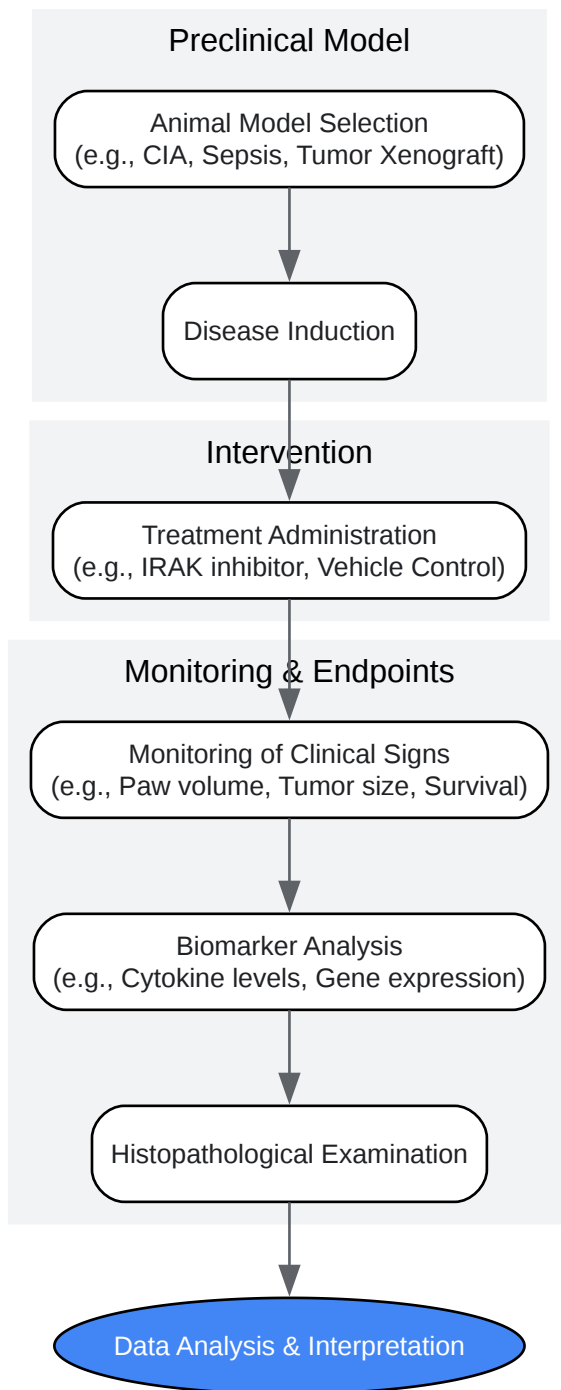 Preclinical Model
Animal Model Selection
(e.g., CIA, Sepsis, Tumor Xenograft)
Disease Induction
Intervention
Treatment Administration
(e.g., IRAK inhibitor, Vehicle Control)
Monitoring & Endpoints
Monitoring of Clinical Signs
(e.g., Paw volume, Tumor size, Survival)
Biomarker Analysis
(e.g., Cytokine levels, Gene expression)
Histopathological Examination
Data Analysis & Interpretation